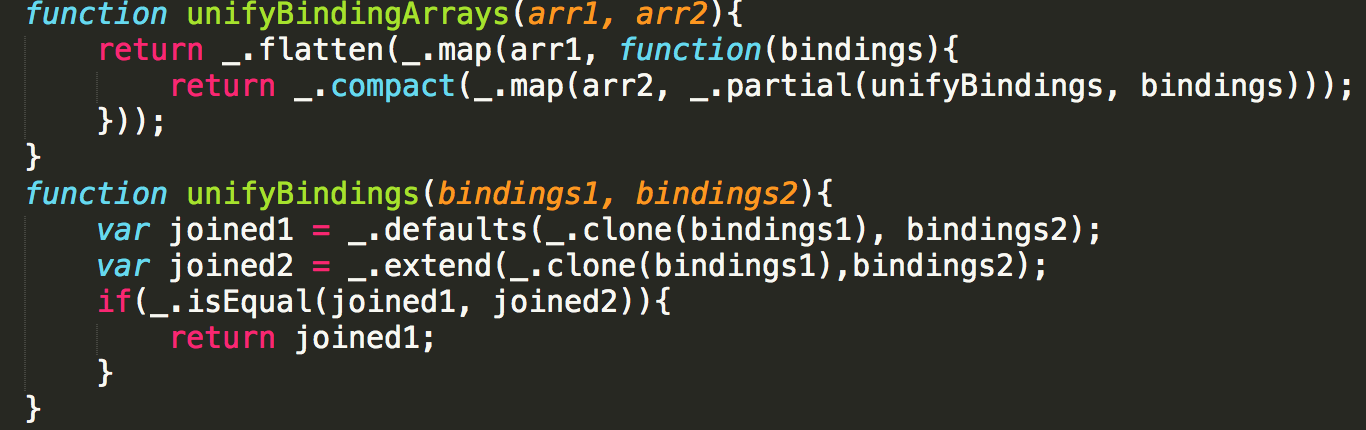 function unifyBindingArrays(arr1, arr2){
    return _.flatten(_.map(arr1, function(bindings){
        return _.compact(_.map(arr2, _.partial(unifyBindings, bindings)));
    }));
}
function unifyBindings(bindings1, bindings2){
    var joined1 = _.defaults(_.clone(bindings1), bindings2);
    var joined2 = _.extend(_.clone(bindings1),bindings2);
    if(_.isEqual(joined1, joined2)){
        return joined1;
    }
}